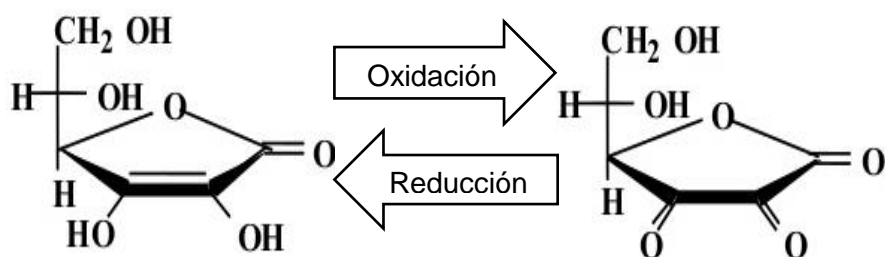 CH2 OH
H OH
O
O
H
HO OH
Oxidación
Reducción
CH2 OH
H OH
O
O
H
O O